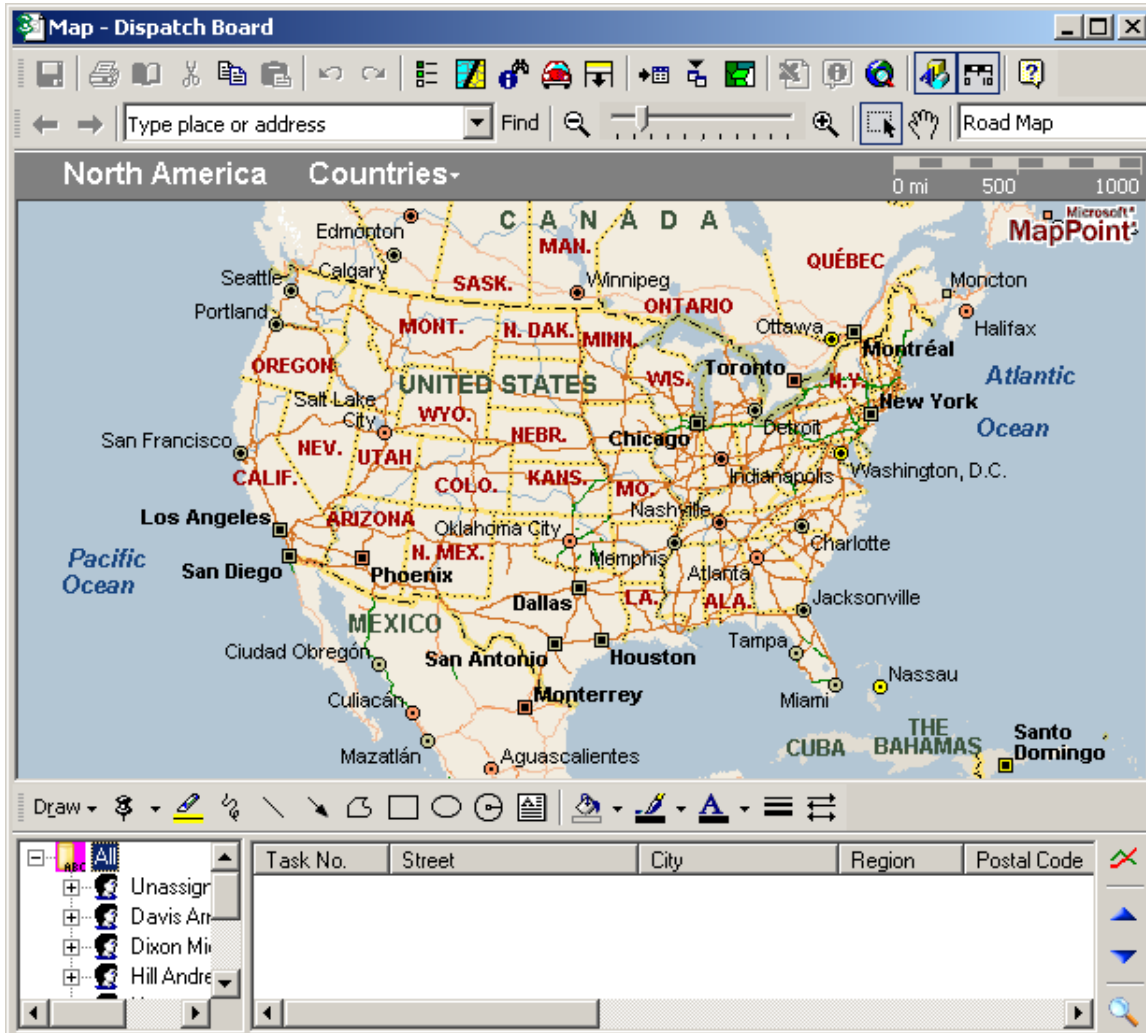 Map - Dispatch Board
Type place or address
Find
Road Map
North America Countries
0 mi 500 1000
Microsoft®
MapPoint®
CANADA
Edmonton
MAN.
QUÉBEC
Calgary
SASK.
Winnipeg
Moncton
Seattle
ONTARIO
Portland
MONT.
N. DAK.
MINN.
Ottawa
Halifax
Montréal
OREGON
WIS.
Toronto
N.Y.
Atlantic
Ocean
UNITED STATES
Salt Lake
City
WYO.
New York
San Francisco
NEV.
UTAH
NEBR.
Chicago
Detroit
CALIF.
COLO.
KANS.
MO.
Indianapolis
Washington, D.C.
Los Angeles
ARIZONA
Oklahoma City
Nashville
Pacific
Ocean
San Diego
Phoenix
N. MEX.
Memphis
Atlanta
Charlotte
Dallas
LA.
ALA.
Jacksonville
MEXICO
Ciudad Obregón
San Antonio
Houston
Tampa
Culiacán
Monterrey
Miami
Nassau
Mazatlán
Aguascalientes
CUBA
THE
BAHAMAS
Santo
Domingo
Draw
All
Task No. Street City Region Postal Code
Unassigr
Davis Arr
Dixon Mi
Hill Andre